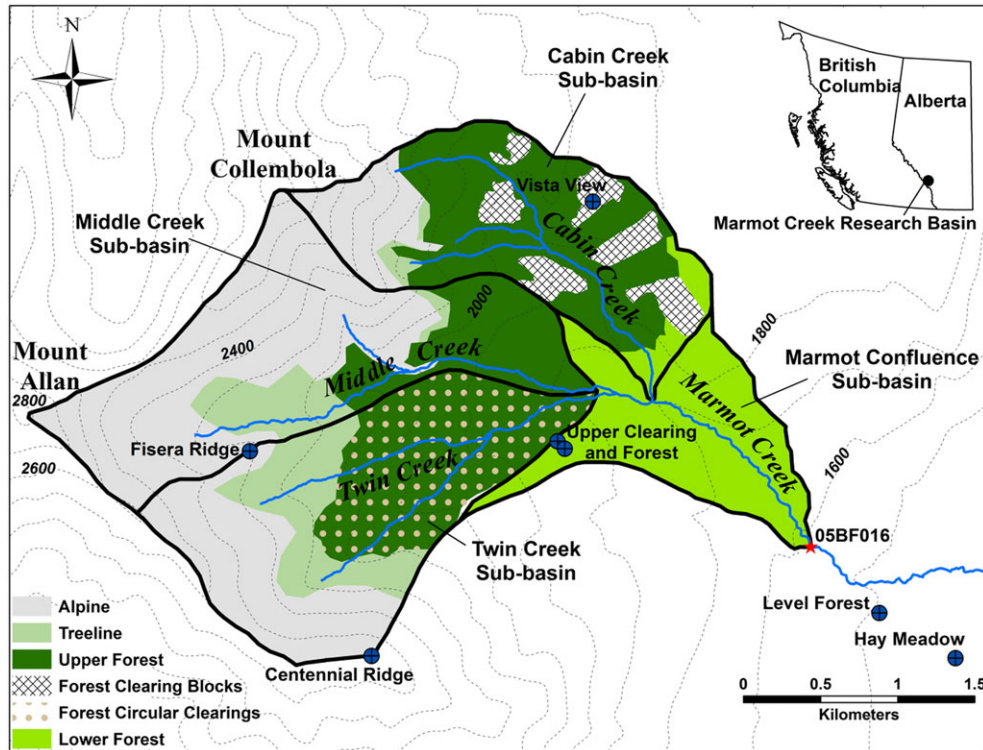 N
Cabin Creek
Sub-basin
British
Columbia
Alberta
Marmot Creek Research Basin
Mount
Collembola
Middle Creek
Sub-basin
Vista View
Cabin Creek
2000
2400
1800
Mount
Allan
2800
2600
Middle Creek
Marmot Confluence
Sub-basin
Marmot Creek
Fisera Ridge
Upper Clearing
and Forest
Twin Creek
1600
05BF016
Twin Creek
Sub-basin
Level Forest
Hay Meadow
Centennial Ridge
Alpine
Treeline
Upper Forest
Forest Clearing Blocks
Forest Circular Clearings
Lower Forest
0 0.5 1 1.5
Kilometers